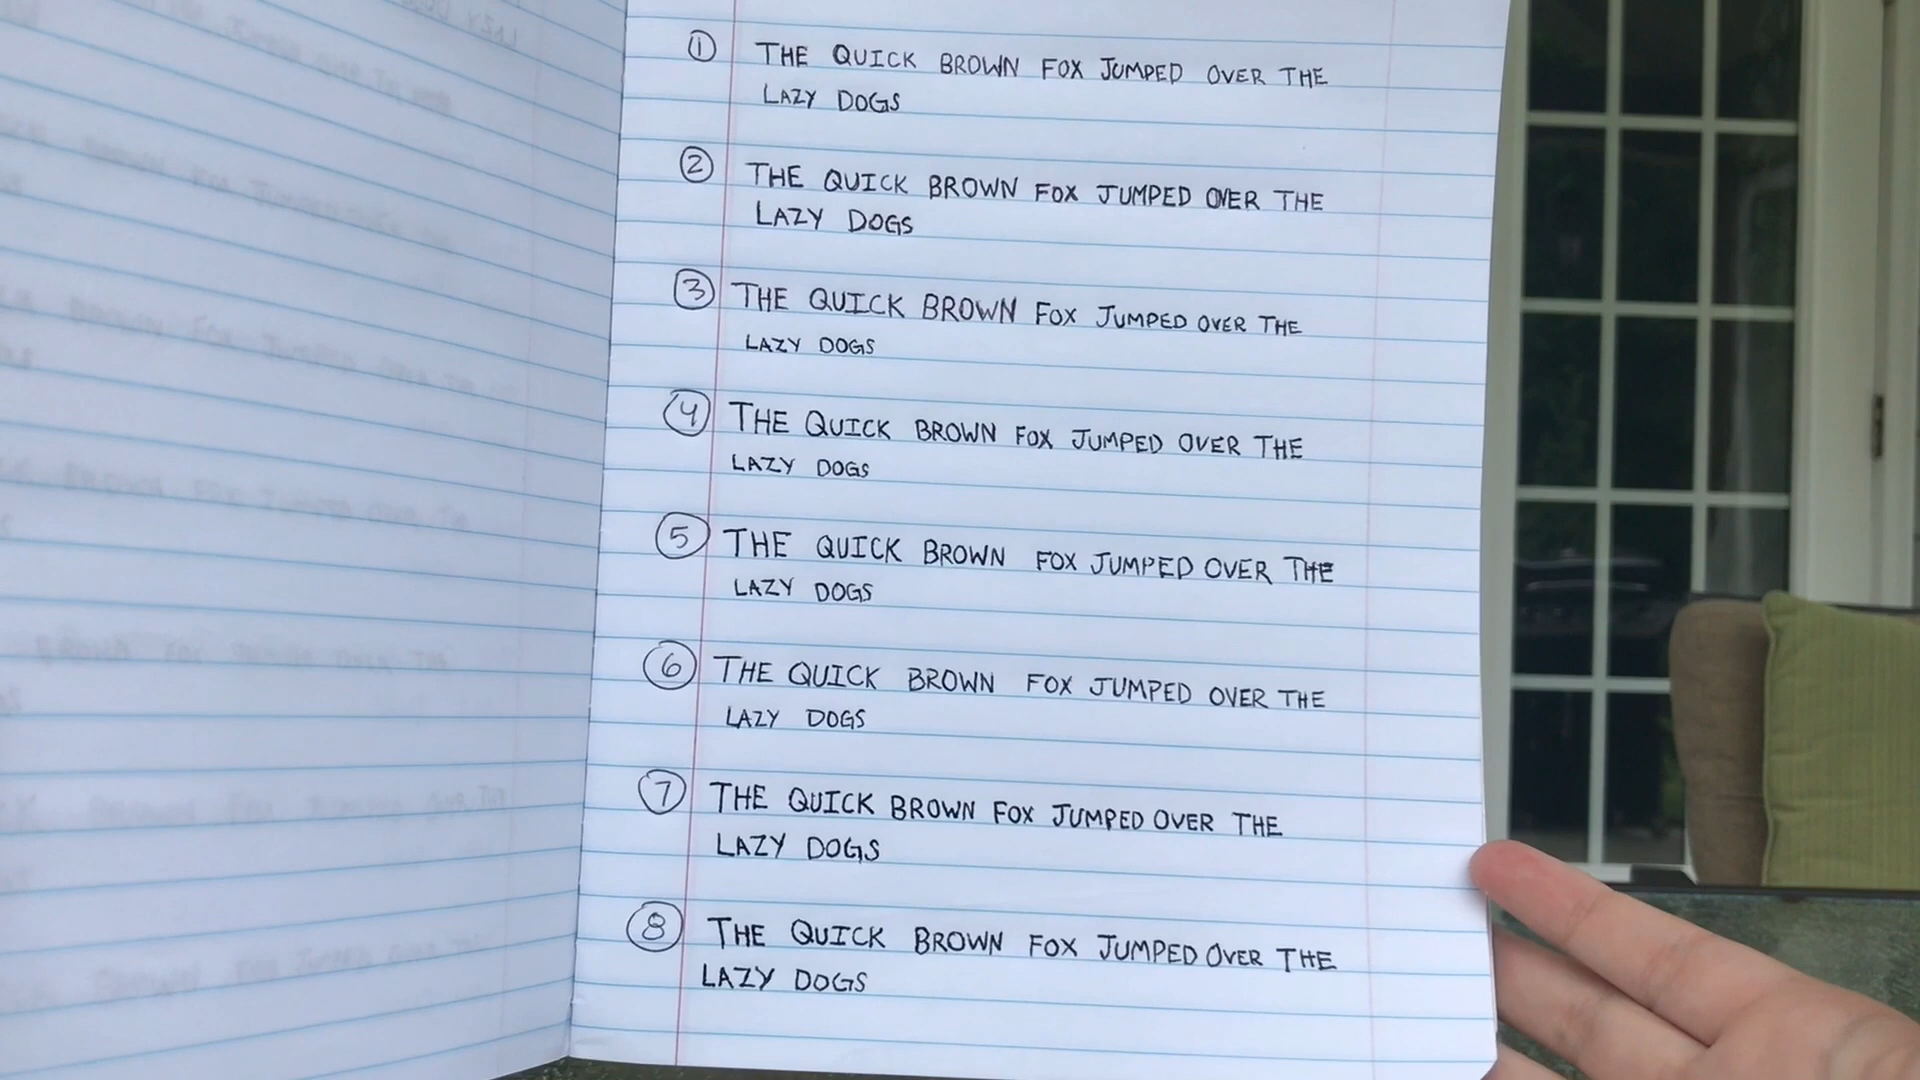 ① THE QUICK BROWN FOX JUMPED OVER THE
LAZY DOGS
② THE QUICK BROWN FOX JUMPED OVER THE
LAZY DOGS
③ THE QUICK BROWN FOX JUMPED OVER THE
LAZY DOGS
④ THE QUICK BROWN FOX JUMPED OVER THE
LAZY DOGS
⑤ THE QUICK BROWN FOX JUMPED OVER THE
LAZY DOGS
⑥ THE QUICK BROWN FOX JUMPED OVER THE
LAZY DOGS
⑦ THE QUICK BROWN FOX JUMPED OVER THE
LAZY DOGS
⑧ THE QUICK BROWN FOX JUMPED OVER THE
LAZY DOGS